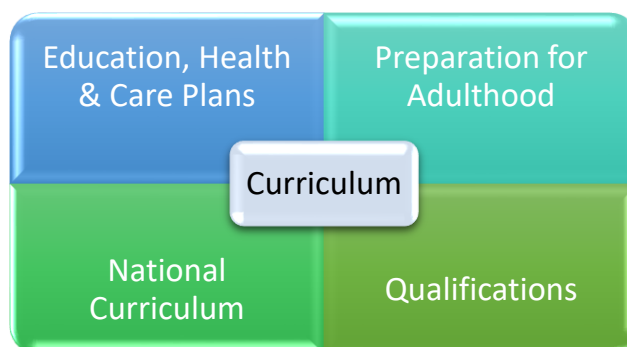 Education, Health
& Care Plans
Preparation for
Adulthood
Curriculum
National
Curriculum
Qualifications